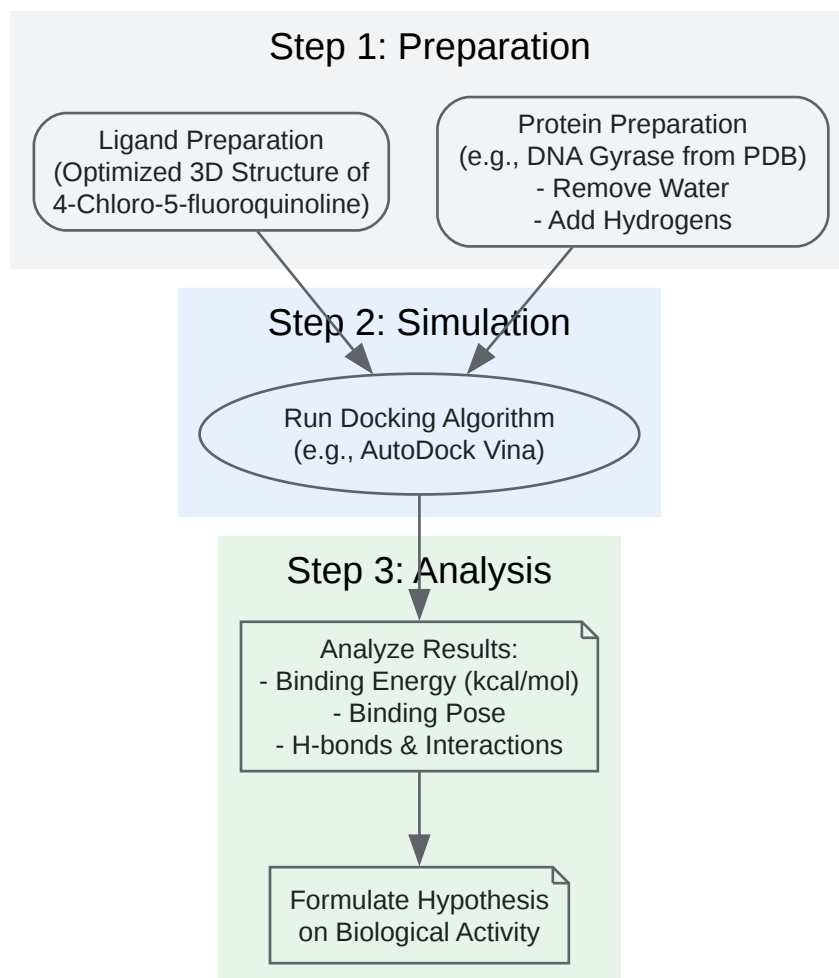 Step 1: Preparation
Ligand Preparation
(Optimized 3D Structure of
4-Chloro-5-fluoroquinoline)
Protein Preparation
(e.g., DNA Gyrase from PDB)
- Remove Water
- Add Hydrogens
Step 2: Simulation
Run Docking Algorithm
(e.g., AutoDock Vina)
Step 3: Analysis
Analyze Results:
- Binding Energy (kcal/mol)
- Binding Pose
- H-bonds & Interactions
Formulate Hypothesis
on Biological Activity